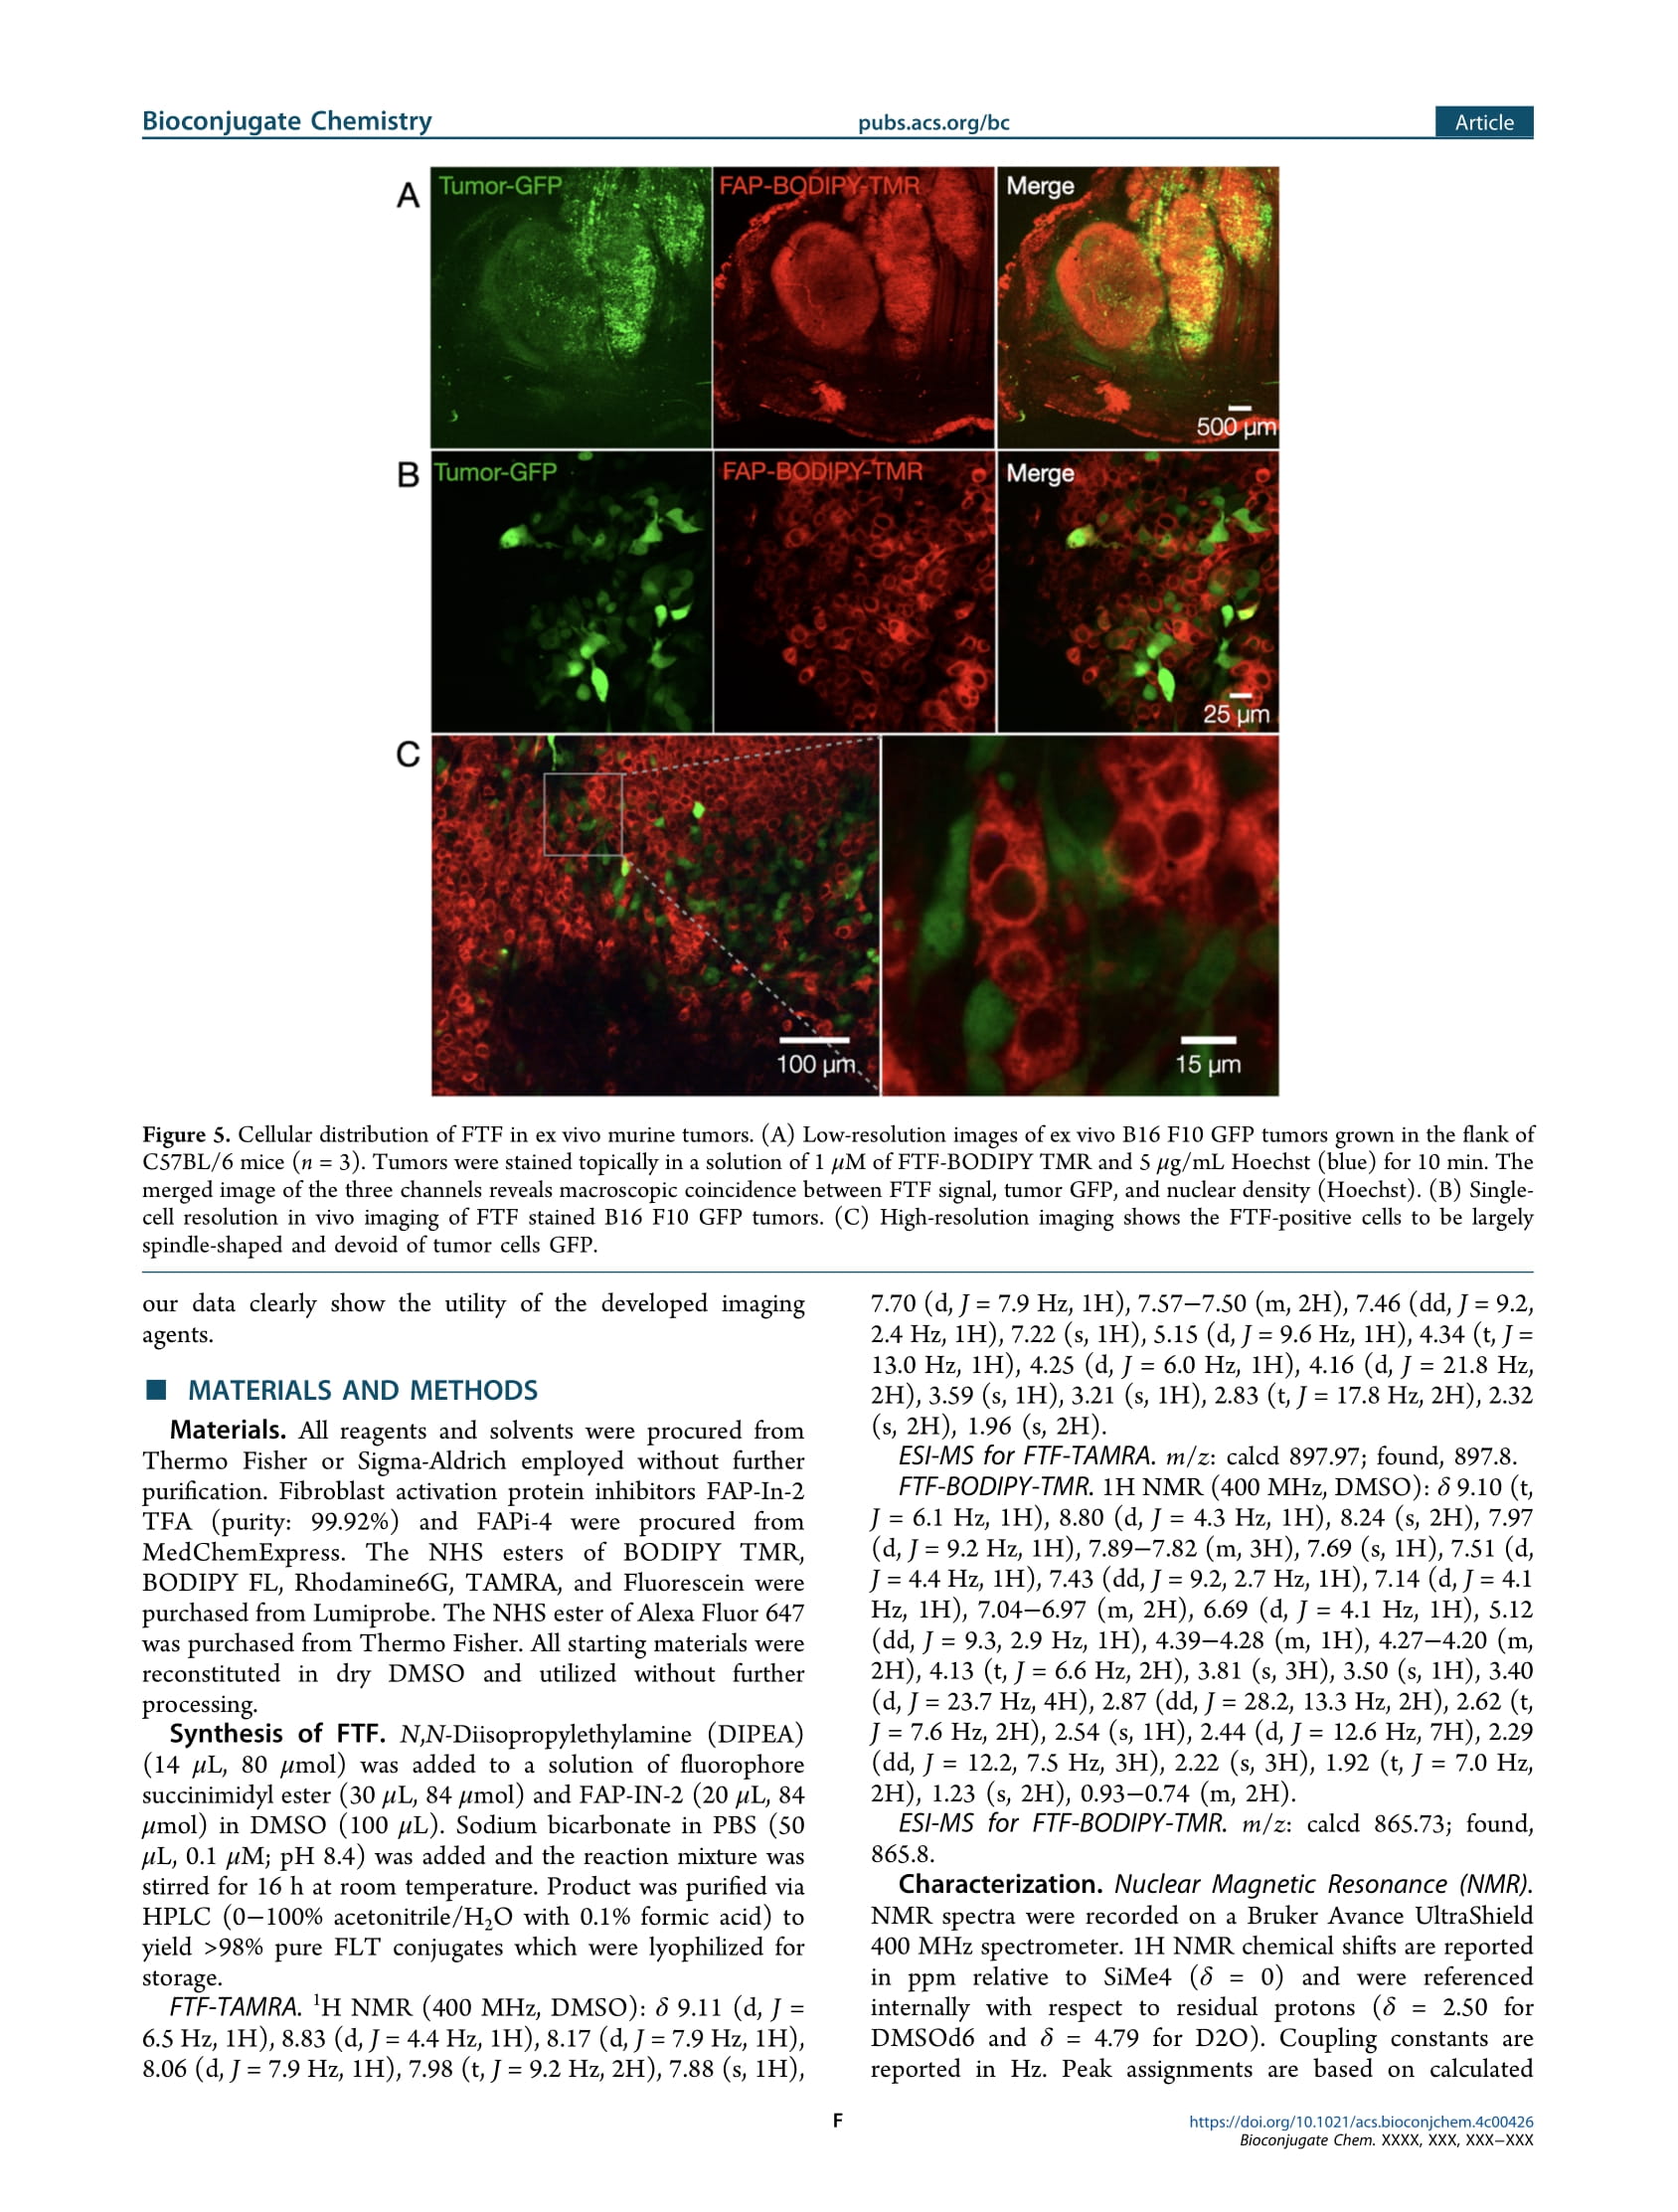 Bioconjugate Chemistry
pubs.acs.org/bc
Article
A
Tumor-GFP
FAP-BODIPY-TMR
Merge
500 µm
B
Tumor-GFP
FAP-BODIPY-TMR
Merge
25 µm
C
100 µm
15 µm
Figure 5. Cellular distribution of FTF in ex vivo murine tumors. (A) Low-resolution images of ex vivo B16 F10 GFP tumors grown in the flank of
C57BL/6 mice (n = 3). Tumors were stained topically in a solution of 1 μM of FTF-BODIPY TMR and 5 μg/mL Hoechst (blue) for 10 min. The
merged image of the three channels reveals macroscopic coincidence between FTF signal, tumor GFP, and nuclear density (Hoechst). (B) Single-
cell resolution in vivo imaging of FTF stained B16 F10 GFP tumors. (C) High-resolution imaging shows the FTF-positive cells to be largely
spindle-shaped and devoid of tumor cells GFP.
our data clearly show the utility of the developed imaging
agents.
■ MATERIALS AND METHODS
Materials. All reagents and solvents were procured from
Thermo Fisher or Sigma-Aldrich employed without further
purification. Fibroblast activation protein inhibitors FAP-In-2
TFA (purity: 99.92%) and FAPi-4 were procured from
MedChemExpress. The NHS esters of BODIPY TMR,
BODIPY FL, Rhodamine6G, TAMRA, and Fluorescein were
purchased from Lumiprobe. The NHS ester of Alexa Fluor 647
was purchased from Thermo Fisher. All starting materials were
reconstituted in dry DMSO and utilized without further
processing.
Synthesis of FTF. N,N-Diisopropylethylamine (DIPEA)
(14 μL, 80 μmol) was added to a solution of fluorophore
succinimidyl ester (30 μL, 84 μmol) and FAP-IN-2 (20 μL, 84
μmol) in DMSO (100 μL). Sodium bicarbonate in PBS (50
μL, 0.1 μM; pH 8.4) was added and the reaction mixture was
stirred for 16 h at room temperature. Product was purified via
HPLC (0−100% acetonitrile/H₂O with 0.1% formic acid) to
yield >98% pure FLT conjugates which were lyophilized for
storage.
FTF-TAMRA. ¹H NMR (400 MHz, DMSO): δ 9.11 (d, J =
6.5 Hz, 1H), 8.83 (d, J = 4.4 Hz, 1H), 8.17 (d, J = 7.9 Hz, 1H),
8.06 (d, J = 7.9 Hz, 1H), 7.98 (t, J = 9.2 Hz, 2H), 7.88 (s, 1H),
7.70 (d, J = 7.9 Hz, 1H), 7.57−7.50 (m, 2H), 7.46 (dd, J = 9.2,
2.4 Hz, 1H), 7.22 (s, 1H), 5.15 (d, J = 9.6 Hz, 1H), 4.34 (t, J =
13.0 Hz, 1H), 4.25 (d, J = 6.0 Hz, 1H), 4.16 (d, J = 21.8 Hz,
2H), 3.59 (s, 1H), 3.21 (s, 1H), 2.83 (t, J = 17.8 Hz, 2H), 2.32
(s, 2H), 1.96 (s, 2H).
ESI-MS for FTF-TAMRA. m/z: calcd 897.97; found, 897.8.
FTF-BODIPY-TMR. 1H NMR (400 MHz, DMSO): δ 9.10 (t,
J = 6.1 Hz, 1H), 8.80 (d, J = 4.3 Hz, 1H), 8.24 (s, 2H), 7.97
(d, J = 9.2 Hz, 1H), 7.89−7.82 (m, 3H), 7.69 (s, 1H), 7.51 (d,
J = 4.4 Hz, 1H), 7.43 (dd, J = 9.2, 2.7 Hz, 1H), 7.14 (d, J = 4.1
Hz, 1H), 7.04−6.97 (m, 2H), 6.69 (d, J = 4.1 Hz, 1H), 5.12
(dd, J = 9.3, 2.9 Hz, 1H), 4.39−4.28 (m, 1H), 4.27−4.20 (m,
2H), 4.13 (t, J = 6.6 Hz, 2H), 3.81 (s, 3H), 3.50 (s, 1H), 3.40
(d, J = 23.7 Hz, 4H), 2.87 (dd, J = 28.2, 13.3 Hz, 2H), 2.62 (t,
J = 7.6 Hz, 2H), 2.54 (s, 1H), 2.44 (d, J = 12.6 Hz, 7H), 2.29
(dd, J = 12.2, 7.5 Hz, 3H), 2.22 (s, 3H), 1.92 (t, J = 7.0 Hz,
2H), 1.23 (s, 2H), 0.93−0.74 (m, 2H).
ESI-MS for FTF-BODIPY-TMR. m/z: calcd 865.73; found,
865.8.
Characterization. Nuclear Magnetic Resonance (NMR).
NMR spectra were recorded on a Bruker Avance UltraShield
400 MHz spectrometer. 1H NMR chemical shifts are reported
in ppm relative to SiMe4 (δ = 0) and were referenced
internally with respect to residual protons (δ = 2.50 for
DMSOd6 and δ = 4.79 for D2O). Coupling constants are
reported in Hz. Peak assignments are based on calculated
F
https://doi.org/10.1021/acs.bioconjchem.4c00426
Bioconjugate Chem. XXXX, XXX, XXX−XXX